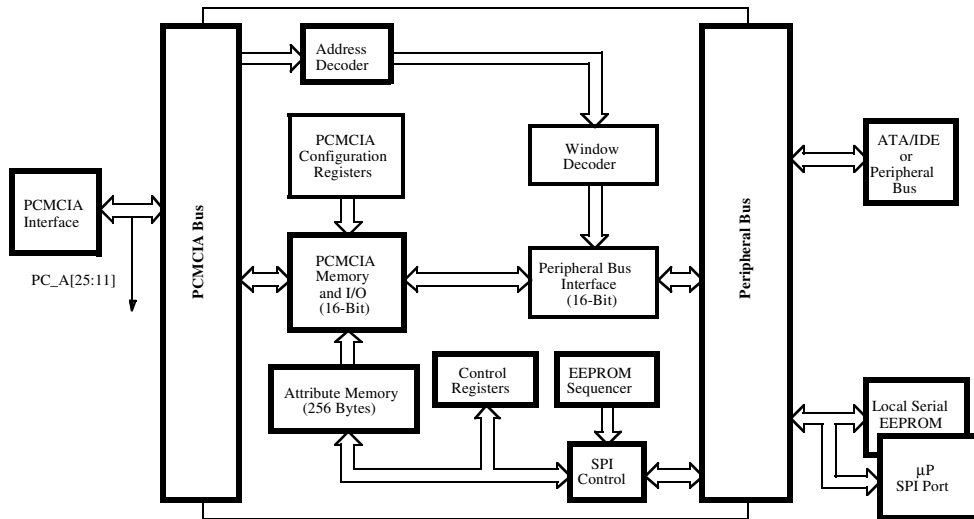 Address
Decoder
PCMCIA
Configuration
Registers
Window
Decoder
ATA/IDE
or
Peripheral
Bus
PCMCIA
Interface
PC_A[25:11]
PCMCIA Bus
PCMCIA
Memory
and I/O
(16-Bit)
Peripheral Bus
Interface
(16-Bit)
Peripheral Bus
Attribute Memory
(256 Bytes)
Control
Registers
EEPROM
Sequencer
SPI
Control
Local Serial
EEPROM
µP
SPI Port